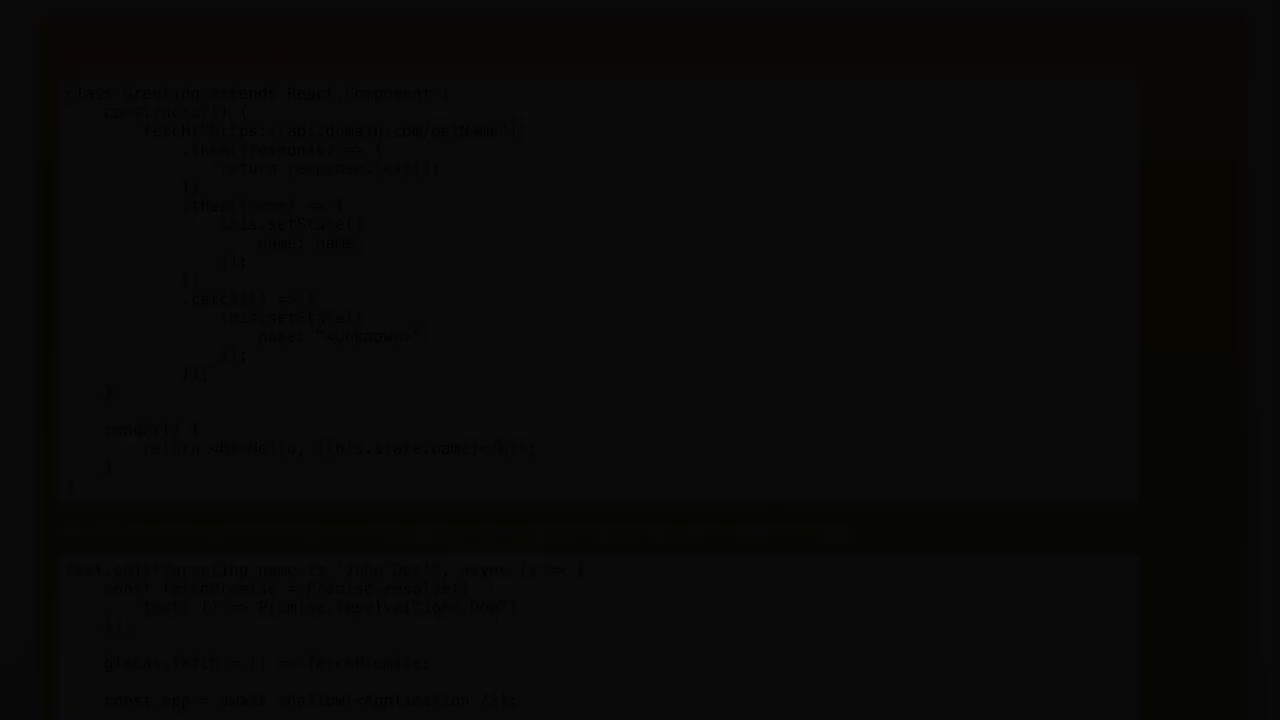 class Greeting extends React.Component {
constructor() {
fetch("https://api.domain.com/getName")
.then((response) => {
return response.text();
})
.then((name) => {
this.setState({
name: name
});
})
.catch(() => {
this.setState({
name: "<unknown>"
});
});
}
render() {
return <h1>Hello, {this.state.name}</h1>;
}
}
test.only("greeting name is 'John Doe'", async () => {
const fetchPromise = Promise.resolve({
text: () => Promise.resolve("John Doe")
});
global.fetch = () => fetchPromise;
const app = await shallow(<Application />);